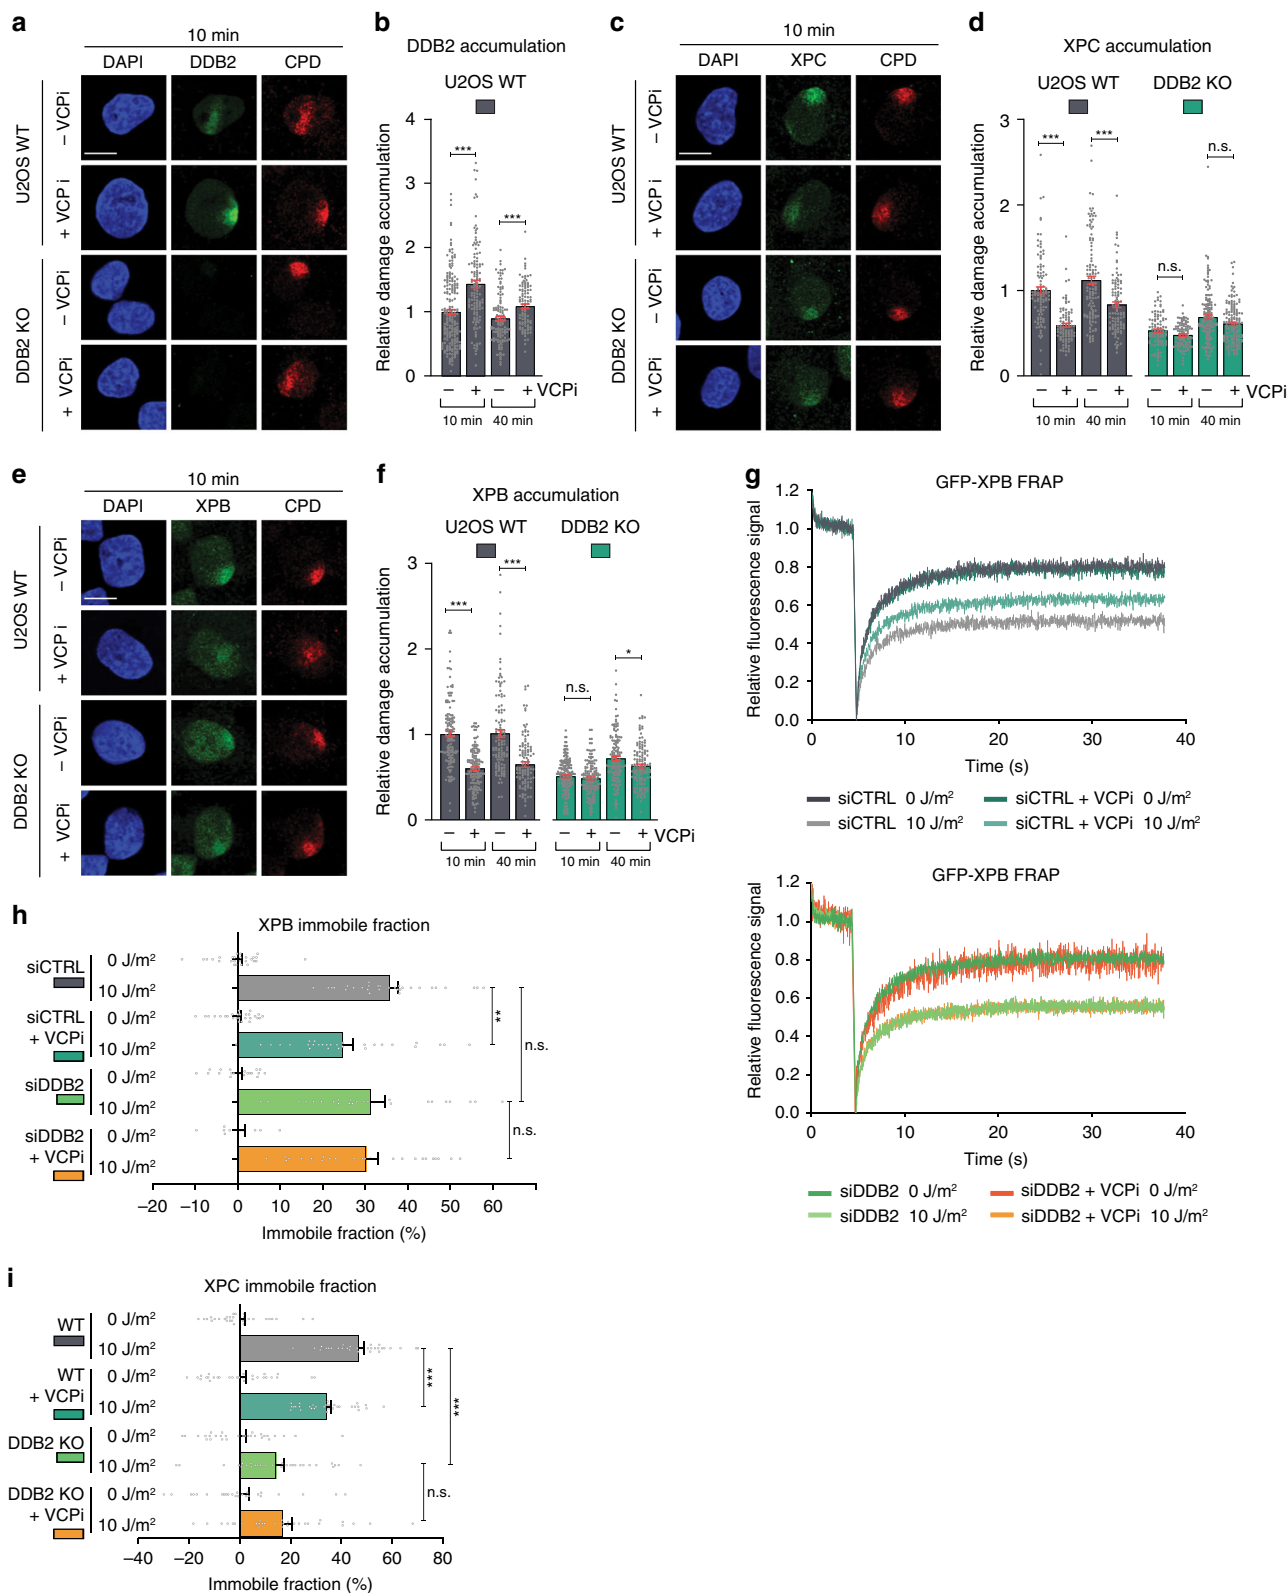 a
10 min
DAPI DDB2 CPD
U2OS WT
– VCPi
+ VCP i
DDB2 KO
– VCPi
+ VCPi
b
DDB2 accumulation
U2OS WT
Relative damage accumulation
4
3
2
1
0
***
***
– + – + VCPi
10 min 40 min
c
10 min
DAPI XPC CPD
U2OS WT
– VCPi
+ VCPi
DDB2 KO
– VCPi
+ VCPi
d
XPC accumulation
U2OS WT DDB2 KO
Relative damage accumulation
3
2
1
0
***
***
n.s.
n.s.
– + – + – + – + VCPi
10 min 40 min 10 min 40 min
e
10 min
DAPI XPB CPD
U2OS WT
– VCPi
+ VCPi
DDB2 KO
– VCPi
+ VCPi
f
XPB accumulation
U2OS WT DDB2 KO
Relative damage accumulation
3
2
1
0
***
***
n.s.
*
– + – + – + – + VCPi
10 min 40 min 10 min 40 min
g
GFP-XPB FRAP
Relative fluorescence signal
1.2
1.0
0.8
0.6
0.4
0.2
0.0
0 10 20 30 40
Time (s)
siCTRL 0 J/m² siCTRL + VCPi 0 J/m²
siCTRL 10 J/m² siCTRL + VCPi 10 J/m²
GFP-XPB FRAP
Relative fluorescence signal
1.2
1.0
0.8
0.6
0.4
0.2
0.0
0 10 20 30 40
Time (s)
siDDB2 0 J/m² siDDB2 + VCPi 0 J/m²
siDDB2 10 J/m² siDDB2 + VCPi 10 J/m²
h
XPB immobile fraction
siCTRL
0 J/m²
10 J/m²
siCTRL
+ VCPi
0 J/m²
10 J/m²
siDDB2
0 J/m²
10 J/m²
siDDB2
+ VCPi
0 J/m²
10 J/m²
**
n.s.
n.s.
–20 –10 0 10 20 30 40 50 60
Immobile fraction (%)
i
XPC immobile fraction
WT
0 J/m²
10 J/m²
WT
+ VCPi
0 J/m²
10 J/m²
DDB2 KO
0 J/m²
10 J/m²
DDB2 KO
+ VCPi
0 J/m²
10 J/m²
***
***
n.s.
–40 –20 0 20 40 60 80
Immobile fraction (%)